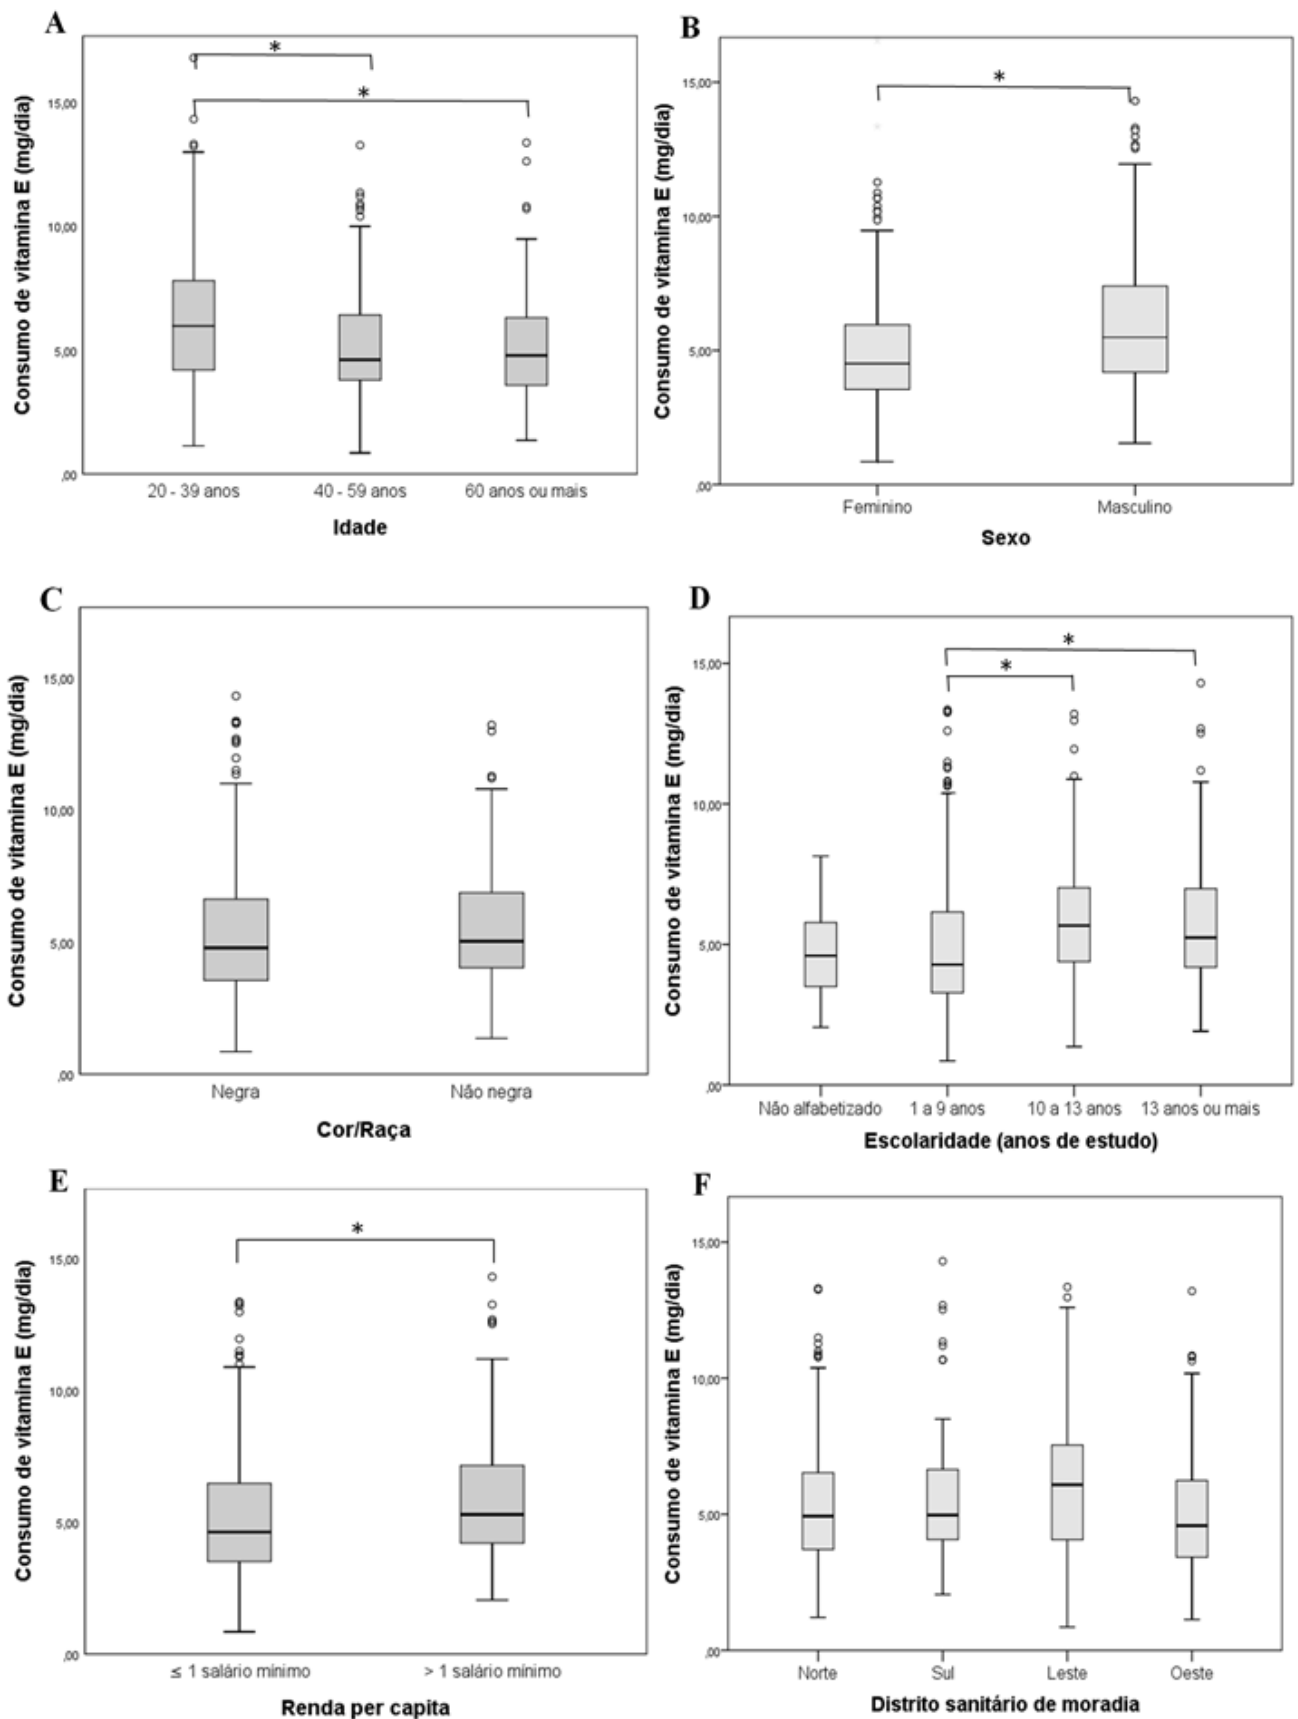 A
Consumo de vitamina E (mg/dia)
15,00
10,00
5,00
,00
*
*
20 - 39 anos
40 - 59 anos
60 anos ou mais
Idade
B
Consumo de vitamina E (mg/dia)
15,00
10,00
5,00
,00
*
Feminino
Masculino
Sexo
C
Consumo de vitamina E (mg/dia)
15,00
10,00
5,00
,00
Negra
Não negra
Cor/Raça
D
Consumo de vitamina E (mg/dia)
15,00
10,00
5,00
,00
*
*
Não alfabetizado
1 a 9 anos
10 a 13 anos
13 anos ou mais
Escolaridade (anos de estudo)
E
Consumo de vitamina E (mg/dia)
15,00
10,00
5,00
,00
*
≤ 1 salário mínimo
> 1 salário mínimo
Renda per capita
F
Consumo de vitamina E (mg/dia)
15,00
10,00
5,00
,00
Norte
Sul
Leste
Oeste
Distrito sanitário de moradia